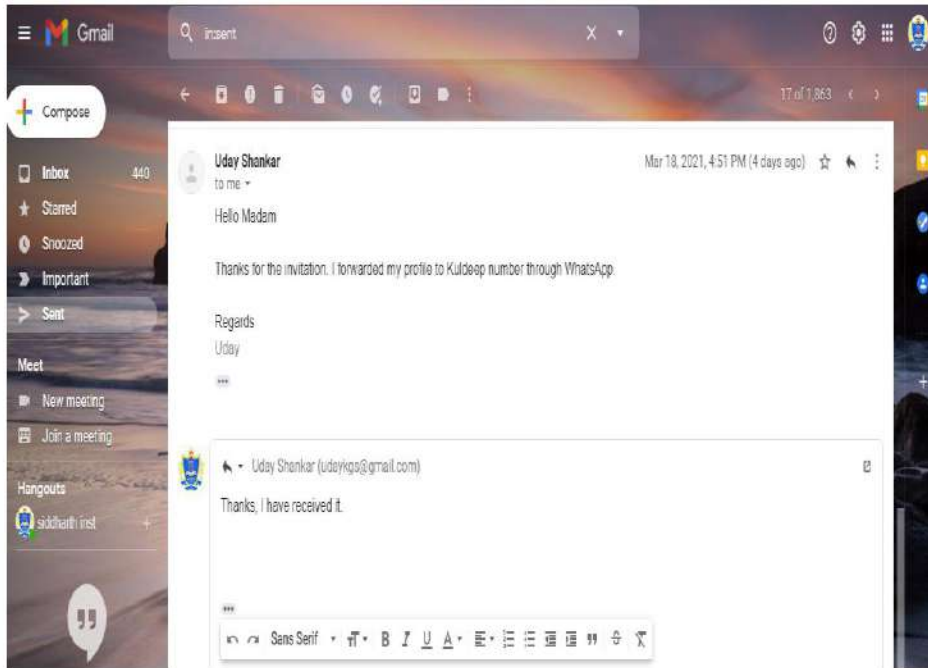 Gmail
in:sent
Compose
17 of 1,863
Inbox 440
Starred
Snoozed
Important
Sent
Meet
New meeting
Join a meeting
Hangouts
siddharth inst
Uday Shankar
Mar 18, 2021, 4:51 PM (4 days ago)
to me
Hello Madam
Thanks for the invitation. I forwarded my profile to Kuldeep number through WhatsApp.
Regards
Uday
Uday Shankar (udaykgs@gmail.com)
Thanks, I have received it.
Sans Serif